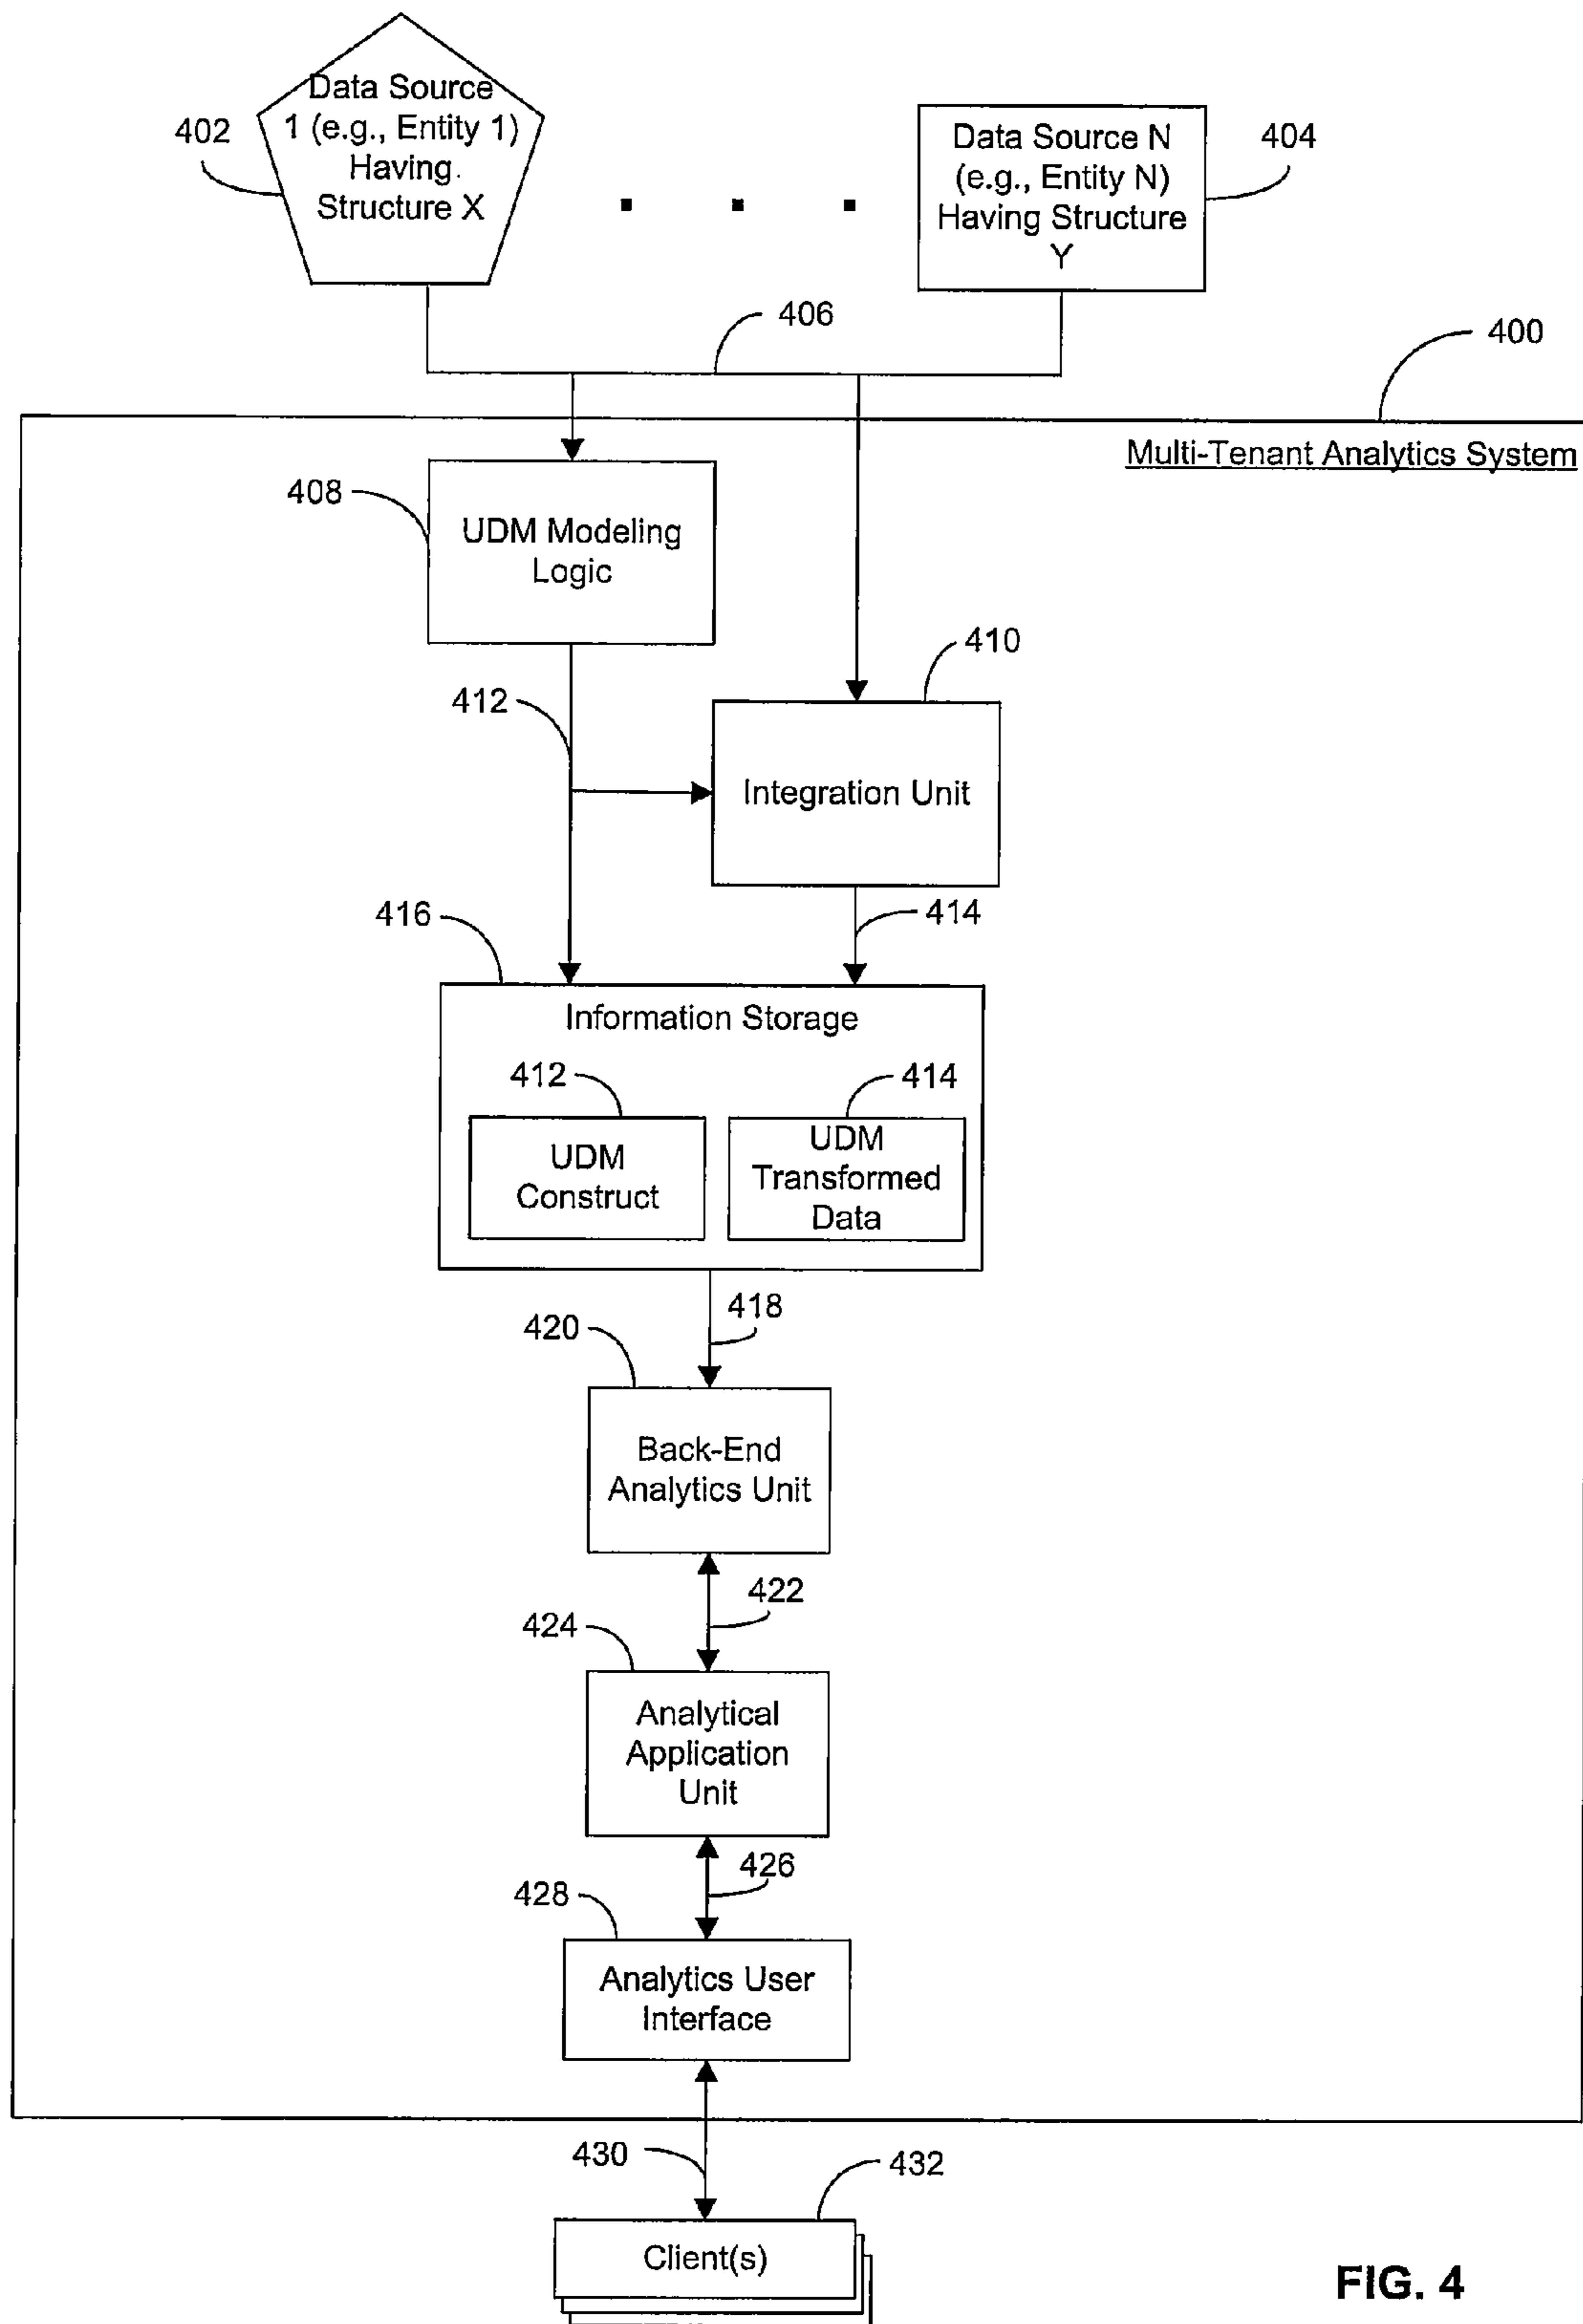 Data Source
1 (e.g., Entity 1)
Having
Structure X
402
Data Source N
(e.g., Entity N)
Having Structure
Y
404
406
400
Multi-Tenant Analytics System
408
UDM Modeling
Logic
410
412
Integration Unit
416
414
Information Storage
412
414
UDM
Construct
UDM
Transformed
Data
418
420
Back-End
Analytics Unit
422
424
Analytical
Application
Unit
426
428
Analytics User
Interface
430
432
Client(s)
FIG. 4